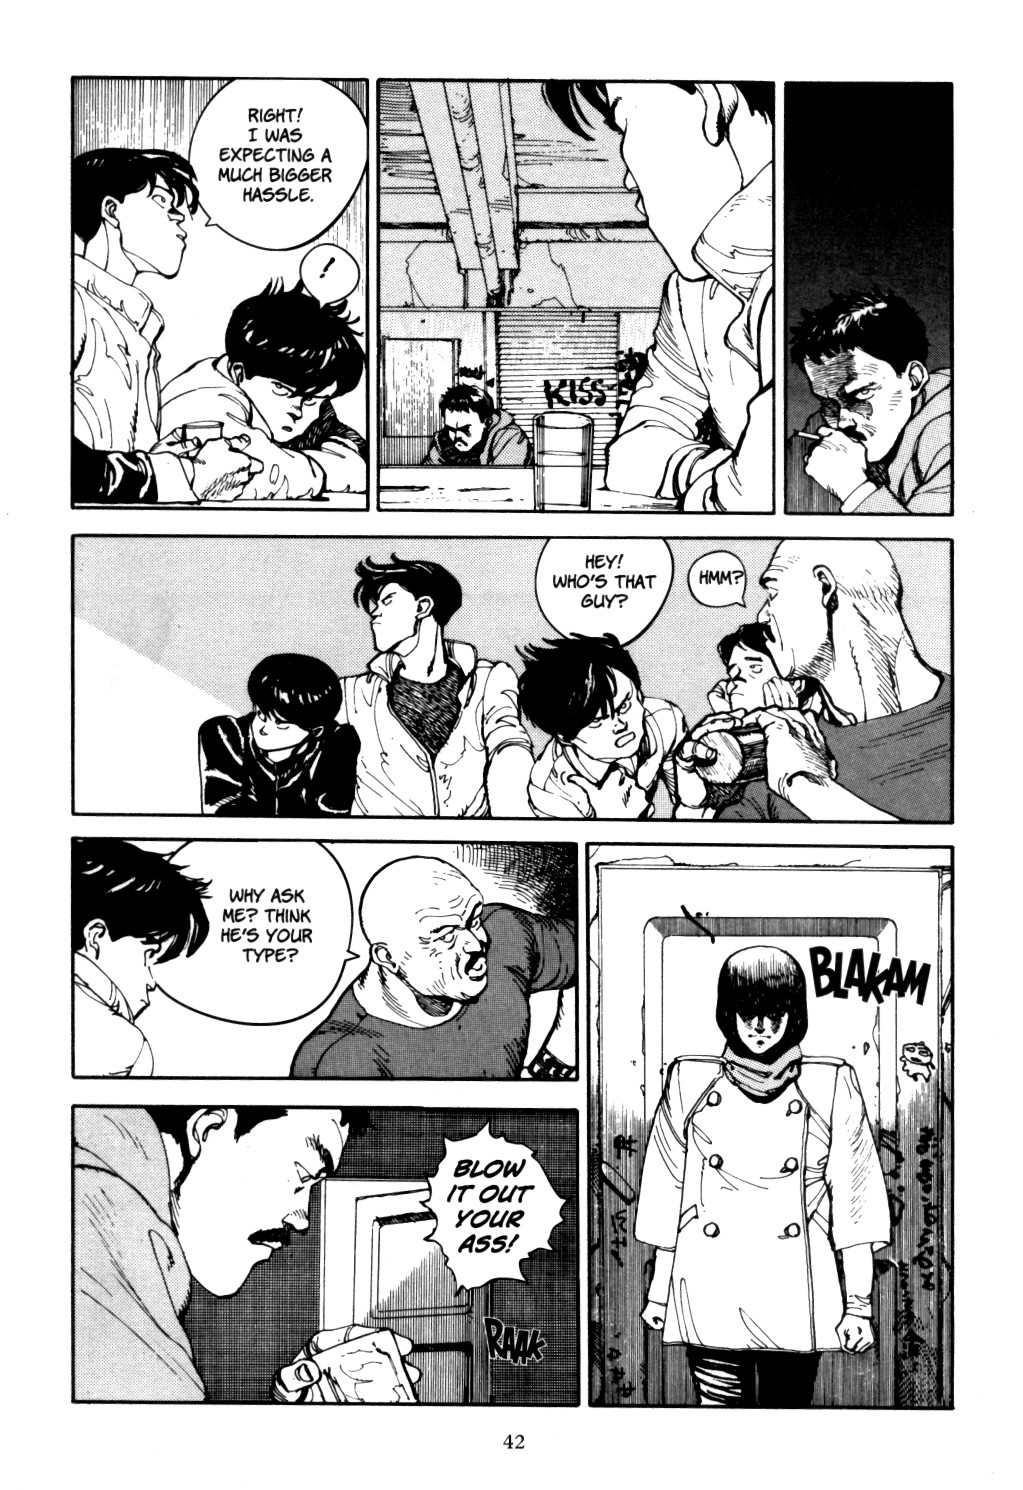 RIGHT!
I WAS
EXPECTING A
MUCH BIGGER
HASSLE.
!
KISS
HEY!
WHO'S THAT
GUY?
HMM?
WHY ASK
ME? THINK
HE'S YOUR
TYPE?
BLAKAM
BLOW
IT OUT
YOUR
ASS!
RAAK
42